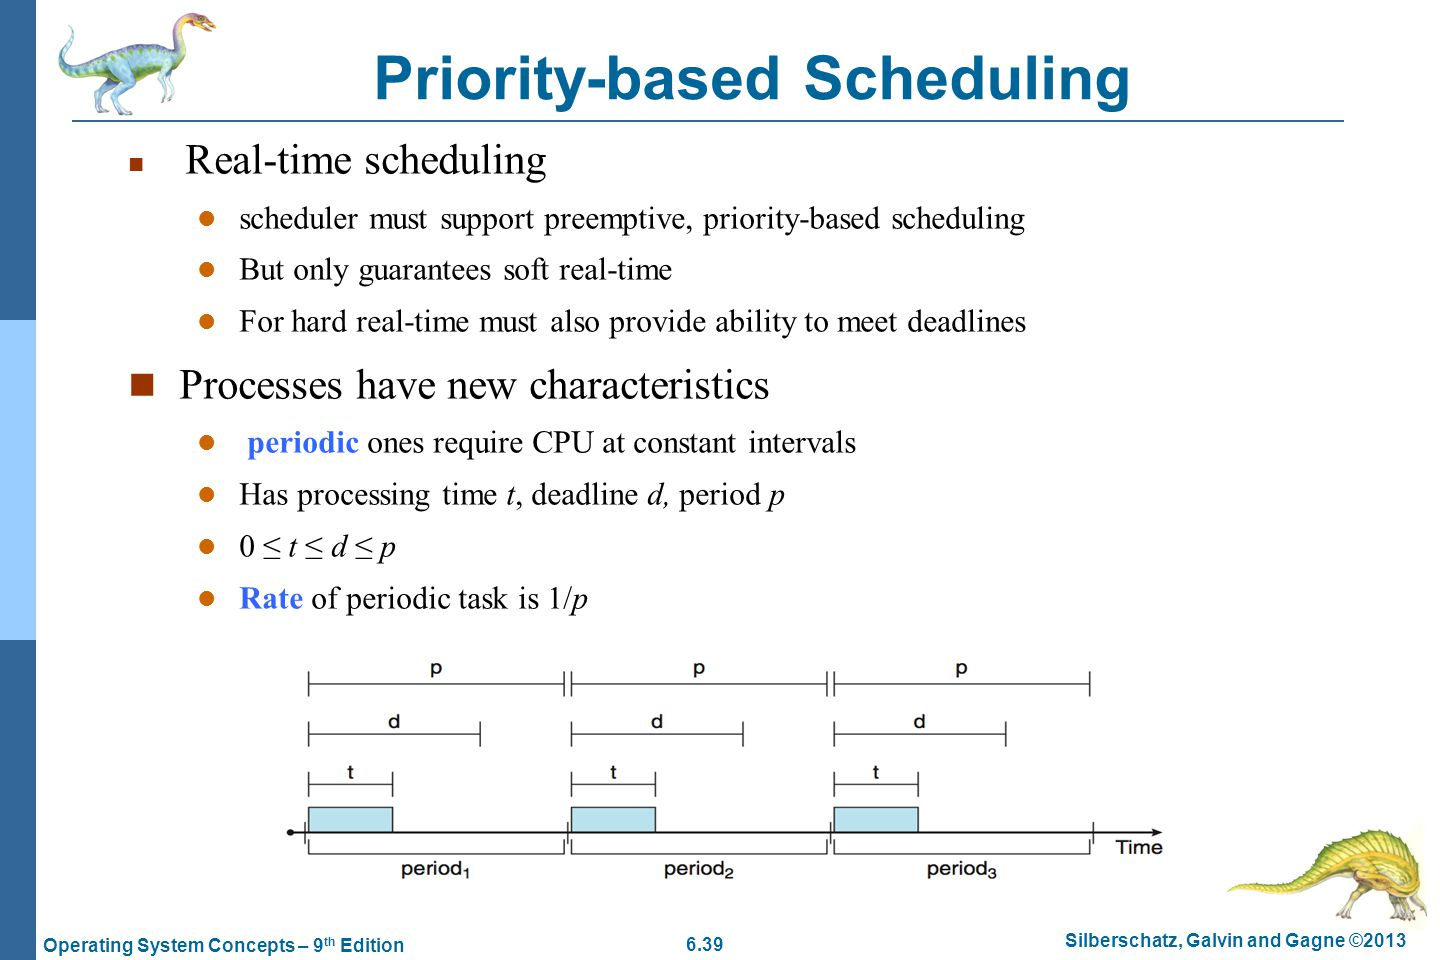 Priority-based Scheduling
Real-time scheduling
scheduler must support preemptive, priority-based scheduling
But only guarantees soft real-time
For hard real-time must also provide ability to meet deadlines
Processes have new characteristics
periodic ones require CPU at constant intervals
Has processing time t, deadline d, period p
0 ≤ t ≤ d ≤ p
Rate of periodic task is 1/p
p p p
d d d
t t t
Time
period₁ period₂ period₃
Operating System Concepts – 9th Edition
6.39
Silberschatz, Galvin and Gagne ©2013